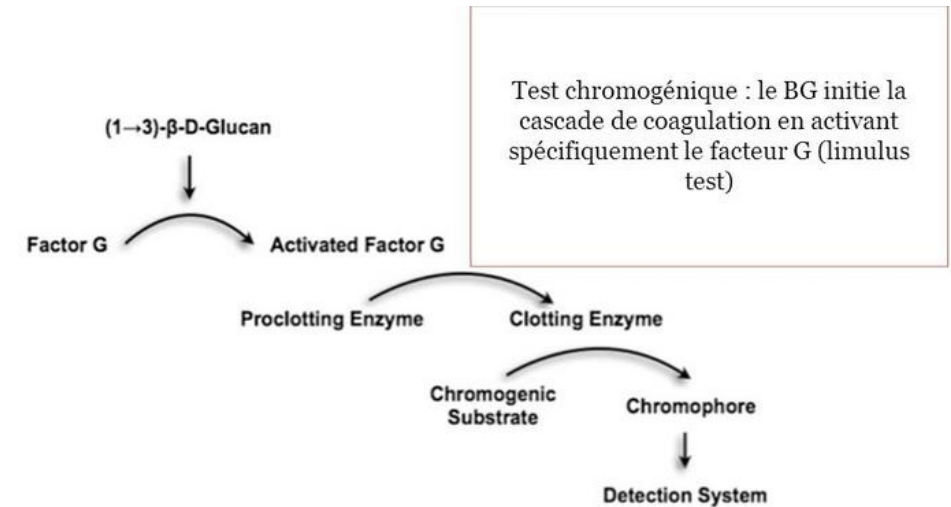 Test chromogénique : le BG initie la
cascade de coagulation en activant
spécifiquement le facteur G (limulus
test)
(1→3)-β-D-Glucan
Factor G
Activated Factor G
Proclotting Enzyme
Clotting Enzyme
Chromogenic
Substrate
Chromophore
Detection System